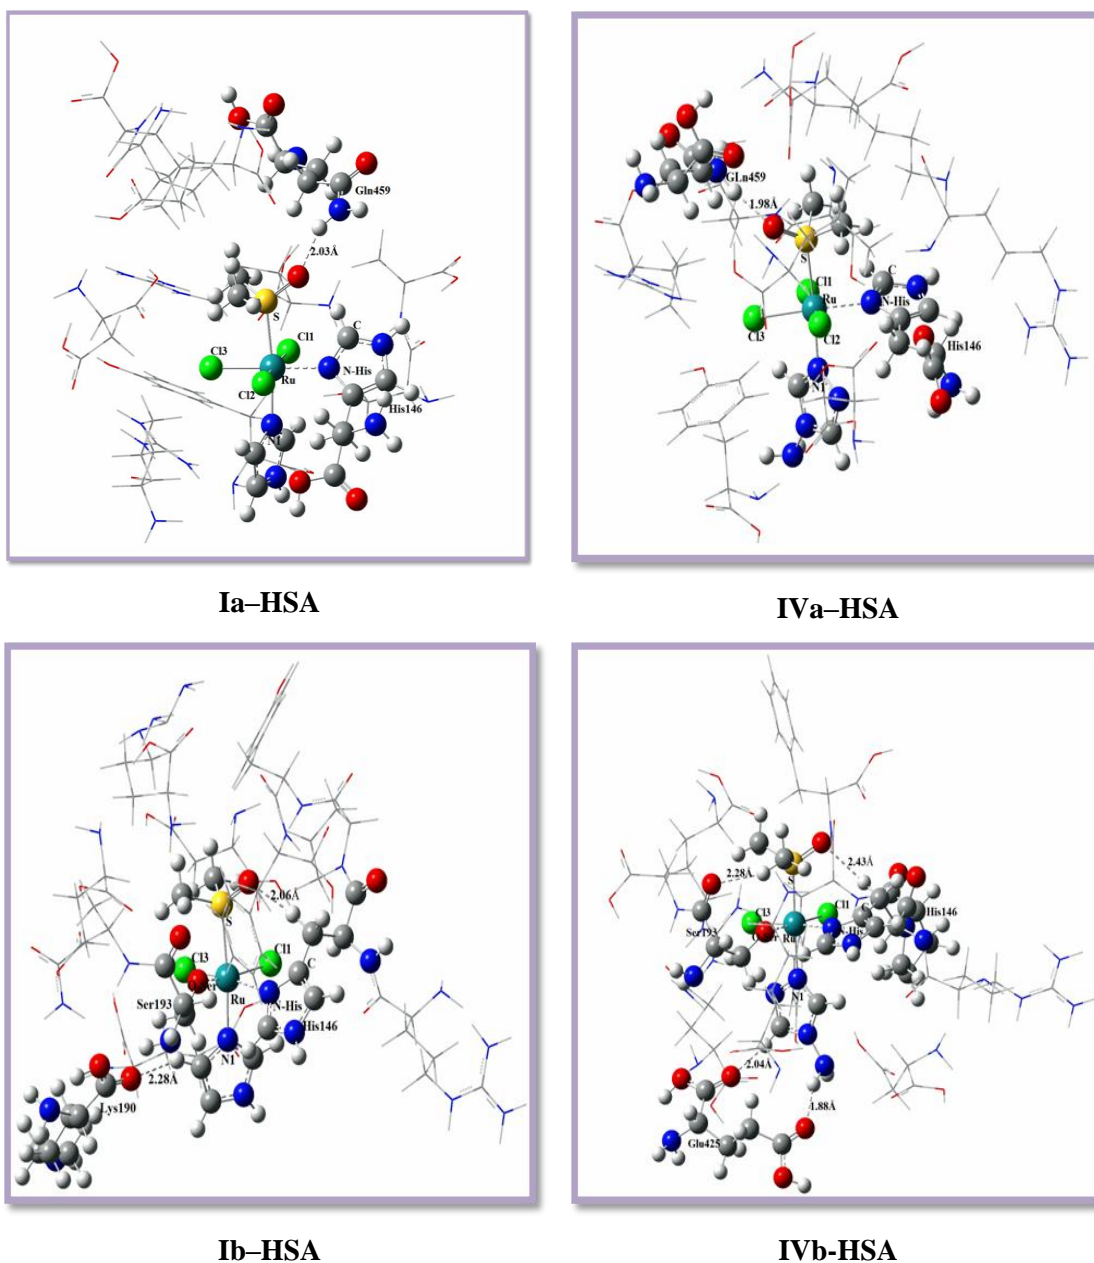 Gln459
2.03Å
S
C
Cl1
Cl3
N-His
Ru
Cl2
His146
N1
Ia–HSA
GLn459
1.98Å
S
C
Cl1
Ru
N-His
Cl3
Cl2
His146
N1
IVa–HSA
2.06Å
S
Cl3
Cl1
C
Ru
N-His
Ser193
His146
N1
2.28Å
Lys190
Ib–HSA
2.43Å
2.28Å
S
Cl3
Cl1
His146
Ser193
Ru
N-His
N1
2.04Å
1.88Å
Glu425
IVb-HSA